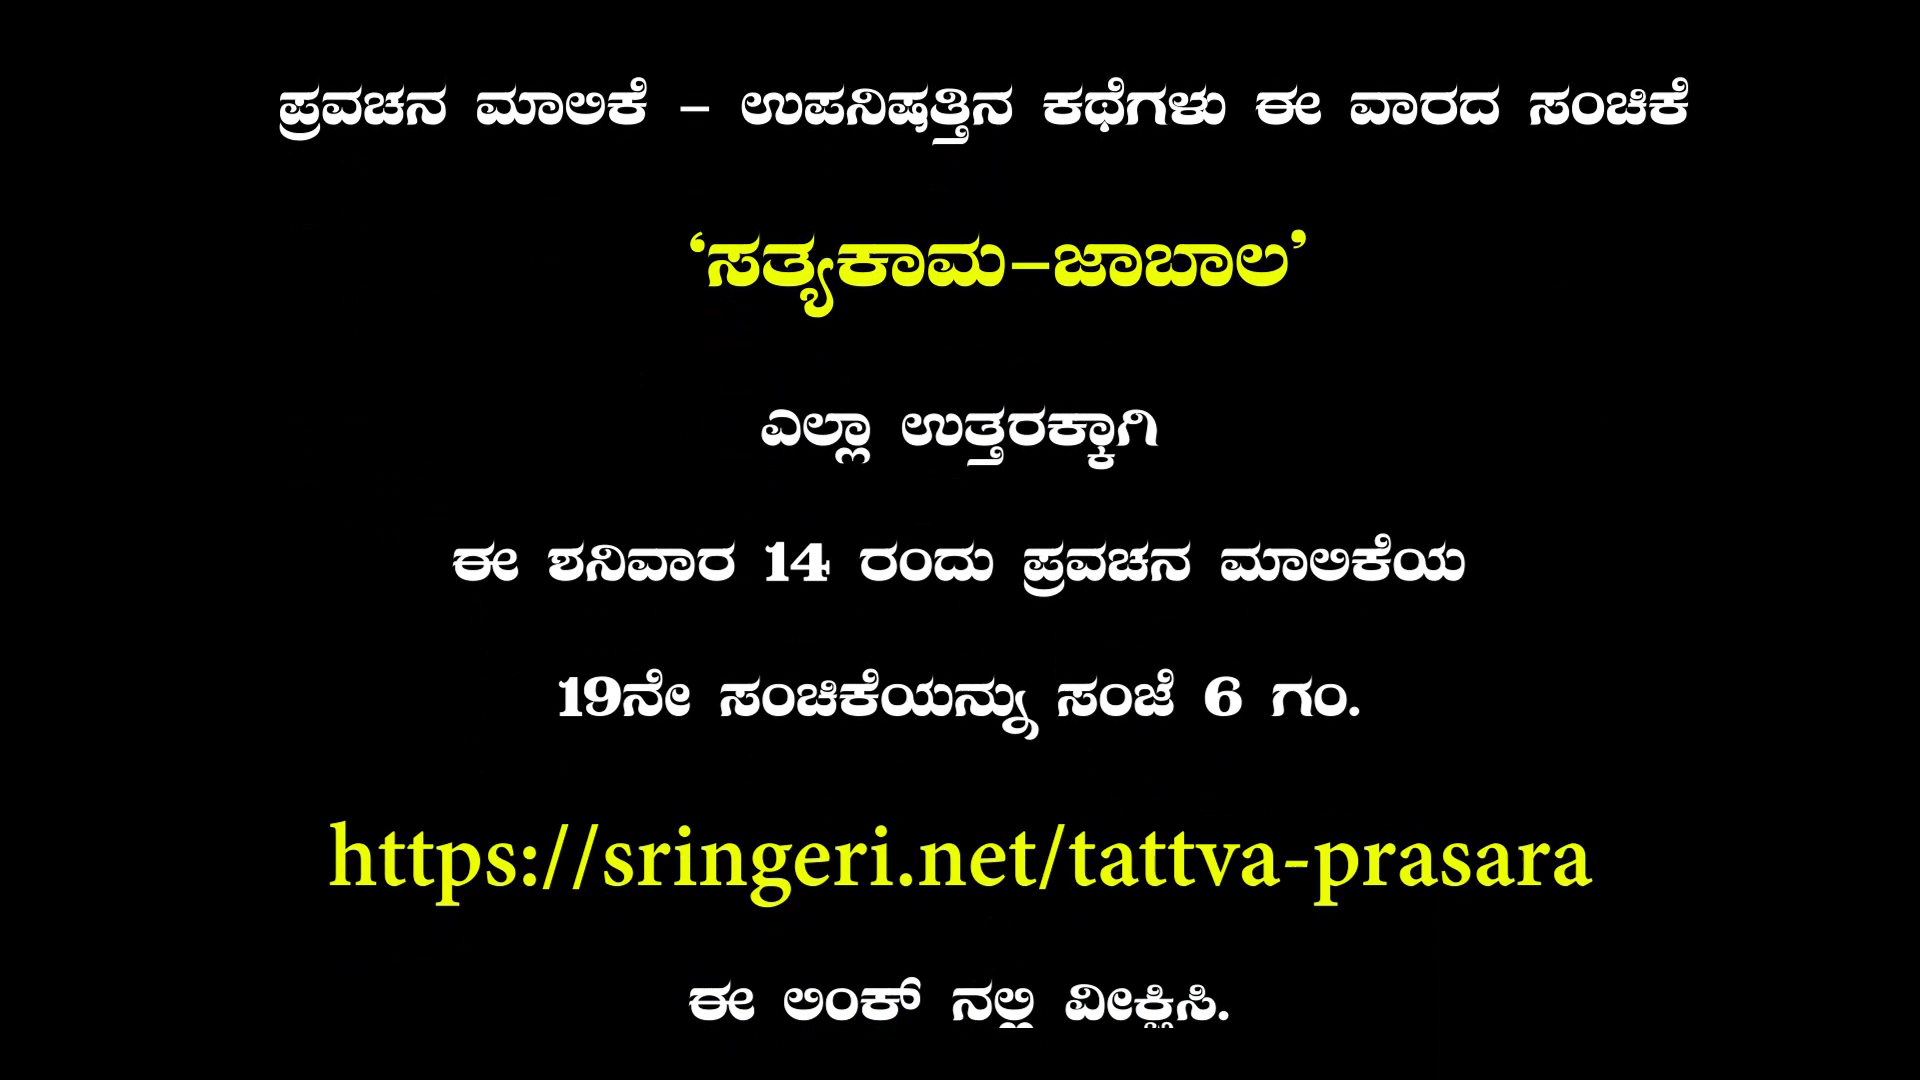 ಪ್ರವಚನ ಮಾಲಿಕೆ – ಉಪನಿಷತ್ತಿನ ಕಥೆಗಳು ಈ ವಾರದ ಸಂಚಿಕೆ
‘ಸತ್ಯಕಾಮ–ಜಾಬಾಲ’
ಎಲ್ಲಾ ಉತ್ತರಕ್ಕಾಗಿ
ಈ ಶನಿವಾರ 14 ರಂದು ಪ್ರವಚನ ಮಾಲಿಕೆಯ
19ನೇ ಸಂಚಿಕೆಯನ್ನು ಸಂಜೆ 6 ಗಂ.
https://sringeri.net/tattva-prasara
ಈ ಲಿಂಕ್ ನಲ್ಲಿ ವೀಕ್ಷಿಸಿ.